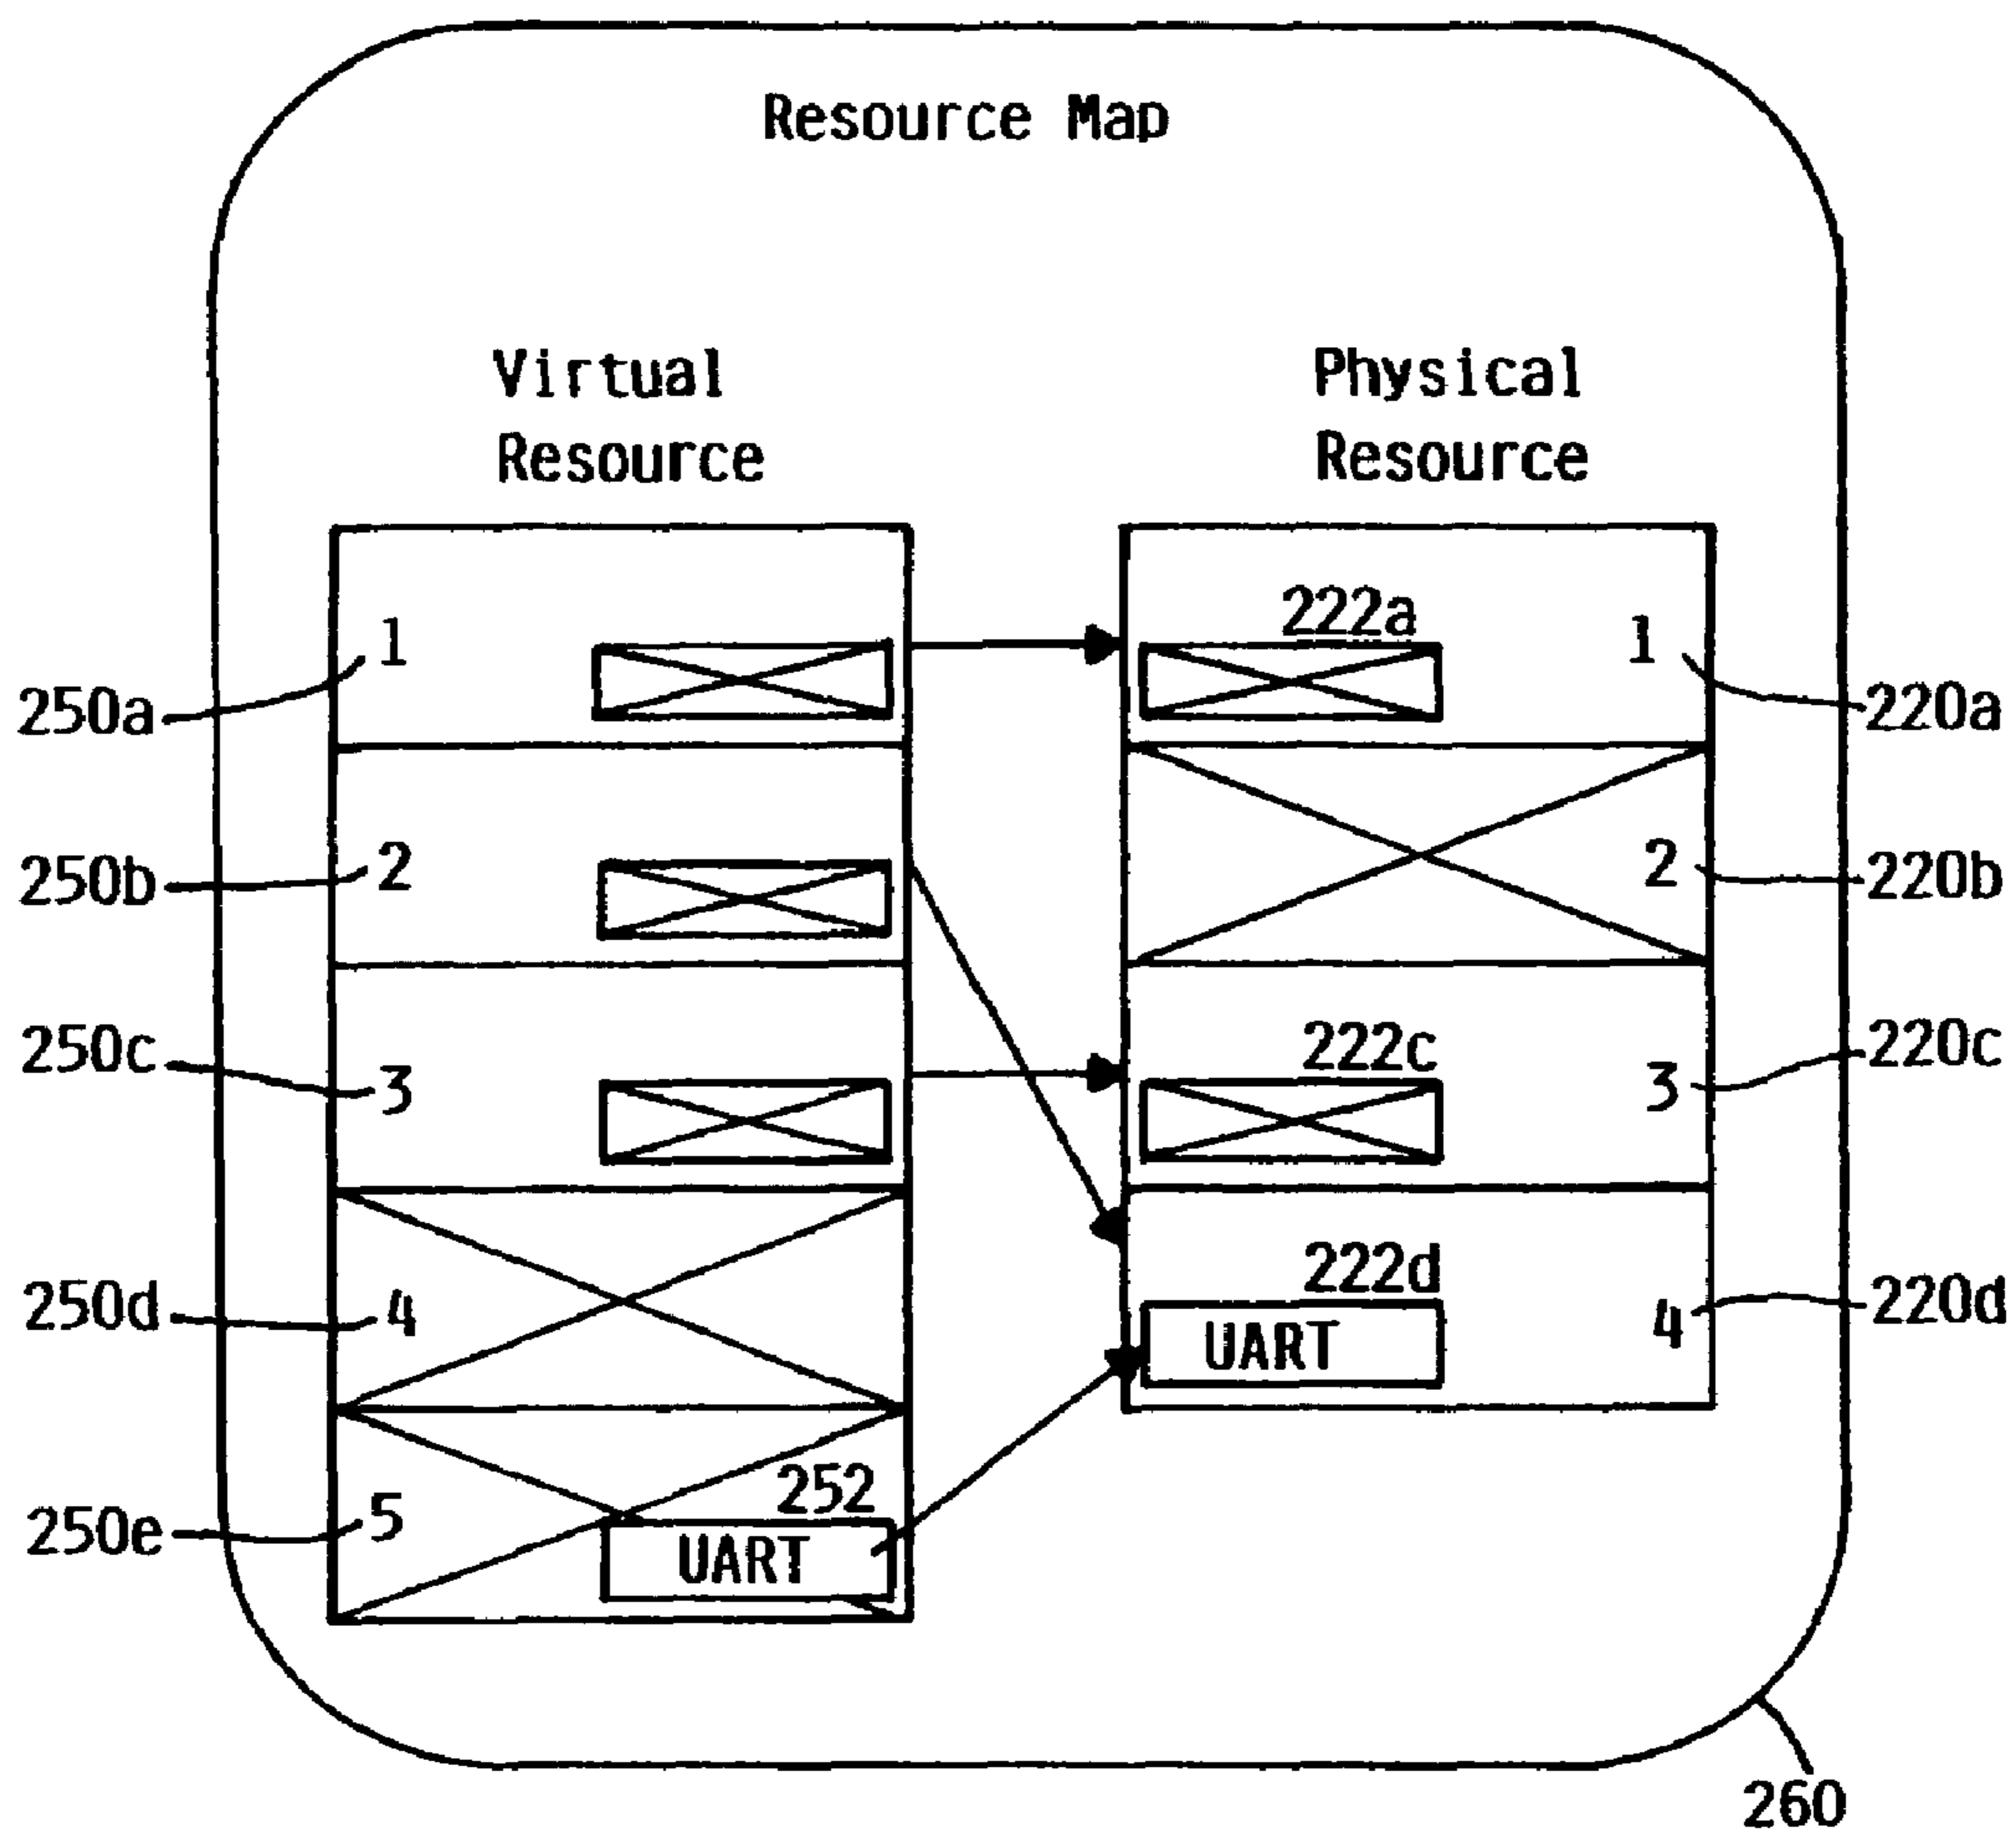 Resource Map
Virtual
Resource
Physical
Resource
222a
1
1
250a
220a
2
2
250b
220b
222c
250c
220c
3
3
222d
250d
4
4
220d
252
5
250e
UART
UART
260